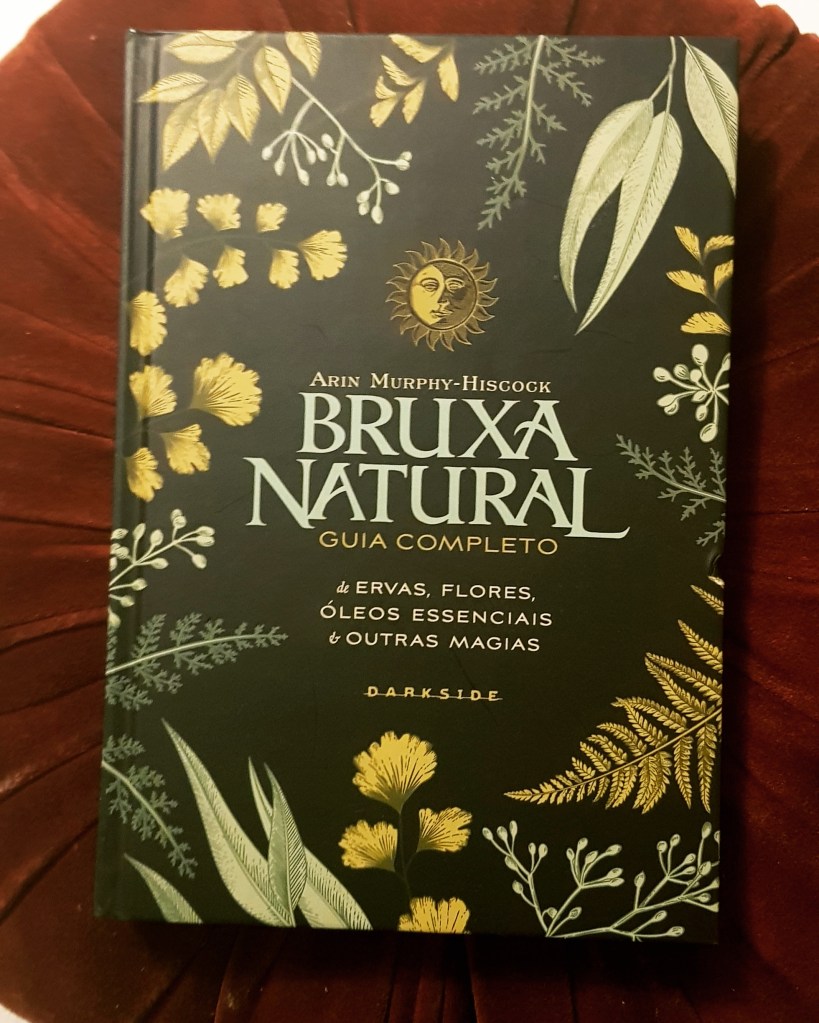 Arin Murphy-Hiscock
BRUXA
NATURAL
GUIA COMPLETO
de ERVAS, FLORES,
ÓLEOS ESSENCIAIS
& OUTRAS MAGIAS
DARKSIDE